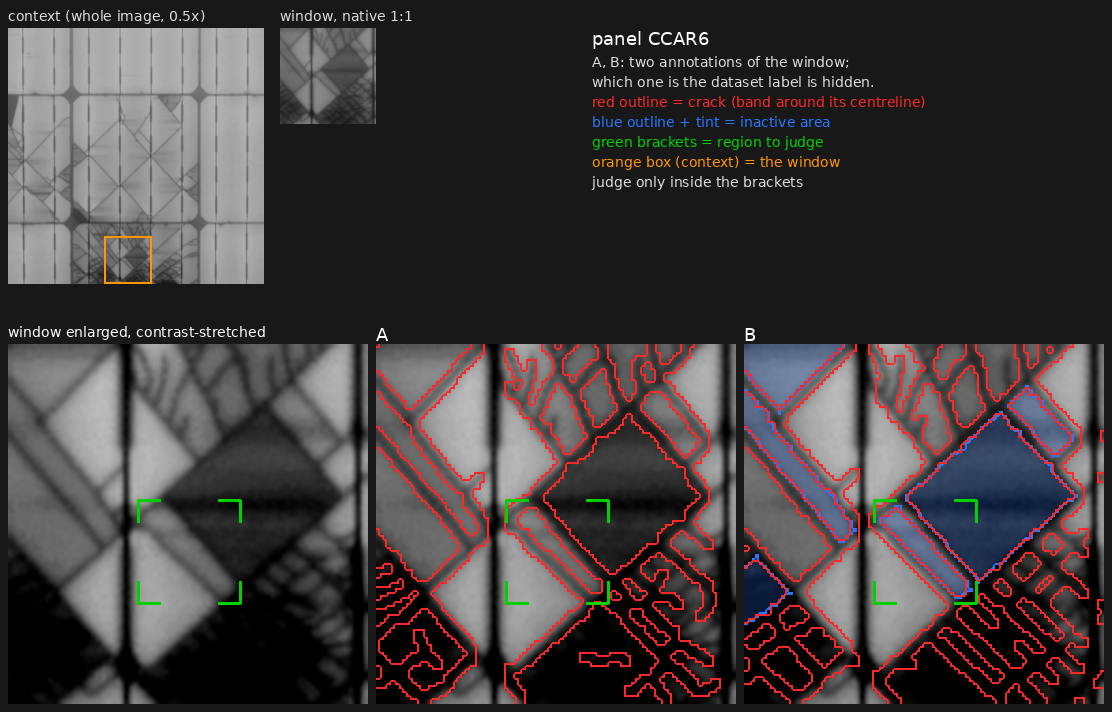 context (whole image, 0.5x)
window, native 1:1
panel CCAR6
A, B: two annotations of the window;
which one is the dataset label is hidden.
red outline = crack (band around its centreline)
blue outline + tint = inactive area
green brackets = region to judge
orange box (context) = the window
judge only inside the brackets
window enlarged, contrast-stretched
A
B